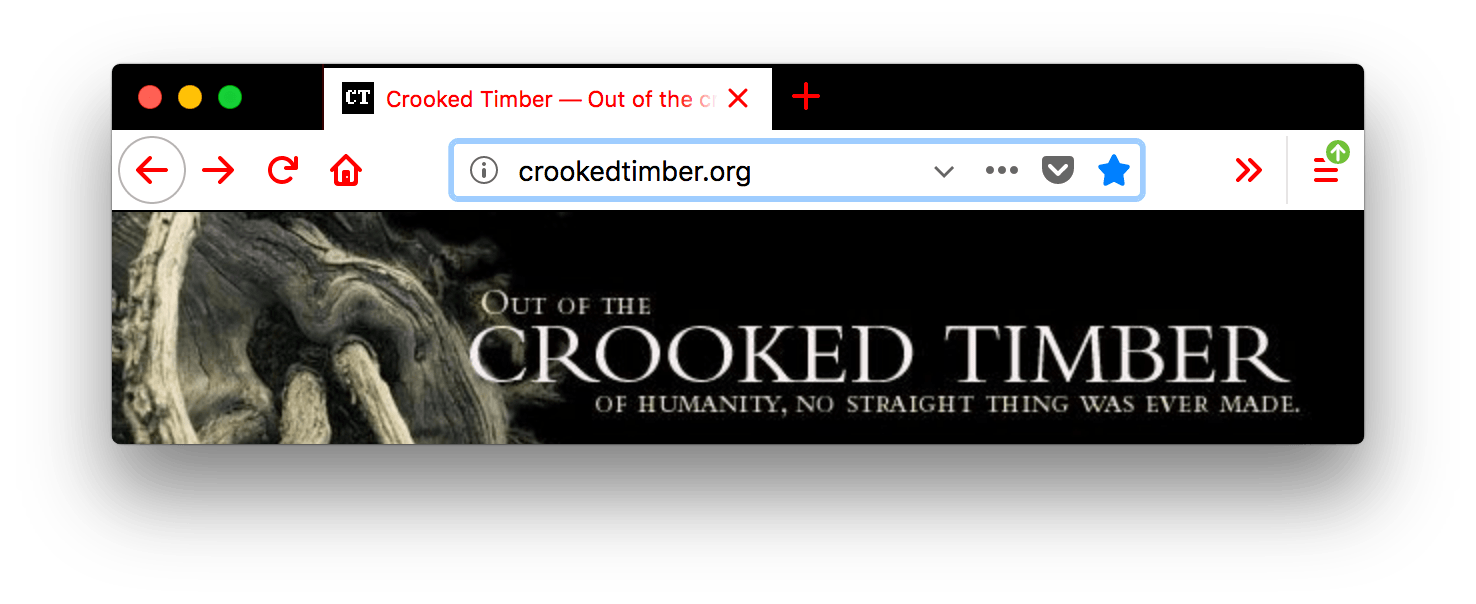 CT Crooked Timber — Out of the c
crookedtimber.org
OUT OF THE
CROOKED TIMBER
OF HUMANITY, NO STRAIGHT THING WAS EVER MADE.